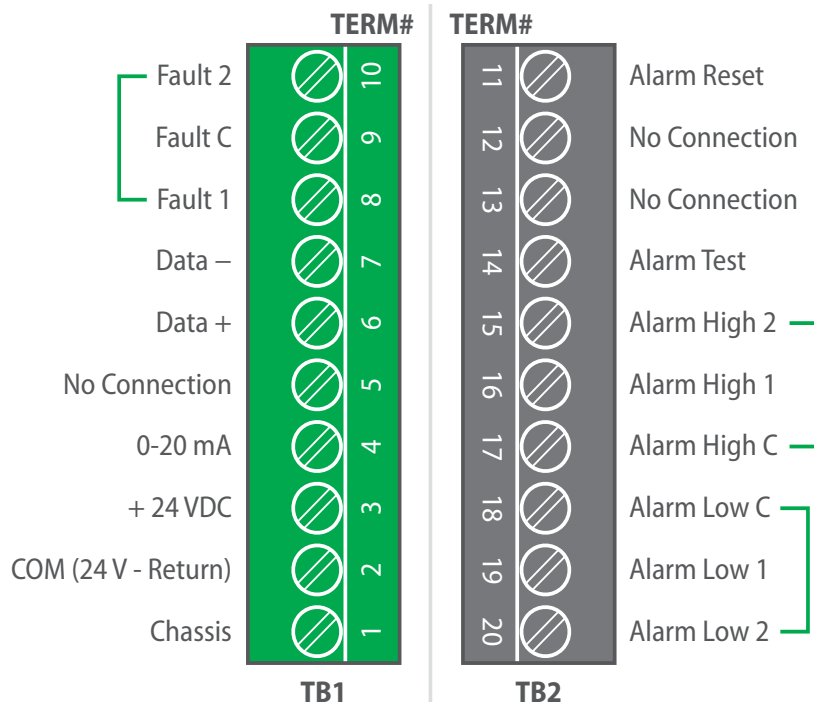 TERM# TERM#
Fault 2 10 11 Alarm Reset
Fault C 9 12 No Connection
Fault 1 8 13 No Connection
Data – 7 14 Alarm Test
Data + 6 15 Alarm High 2
No Connection 5 16 Alarm High 1
0-20 mA 4 17 Alarm High C
+ 24 VDC 3 18 Alarm Low C
COM (24 V - Return) 2 19 Alarm Low 1
Chassis 1 20 Alarm Low 2
TB1 TB2